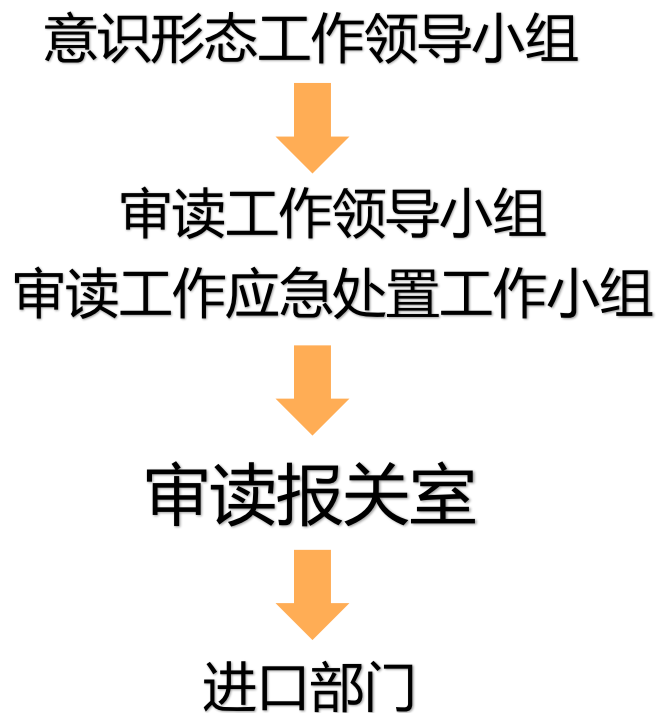 意识形态工作领导小组
审读工作领导小组
审读工作应急处置工作小组
审读报关室
进口部门